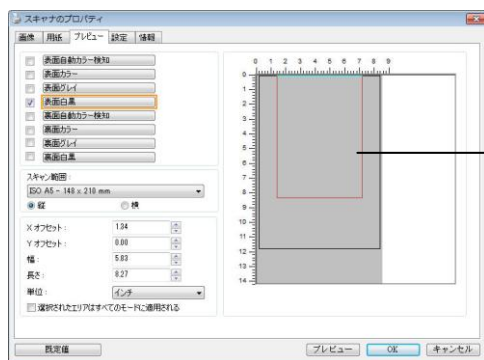 スキャナのプロパティ
画像 用紙 プレビュー 設定 情報
表面自動カラー検知
表面カラー
表面グレイ
表面白黒
裏面自動カラー検知
裏面カラー
裏面グレイ
裏面白黒
スキャン範囲:
ISO A5 - 148 x 210 mm
縦 横
Xオフセット: 1.34
Yオフセット: 0.00
幅: 5.83
長さ: 8.27
単位: インチ
選択されたエリアはすべてのモードに適用される
0 1 2 3 4 5 6 7 8 9
0
1
2
3
4
5
6
7
8
9
10
11
12
13
14
既定値 プレビュー OK キャンセル